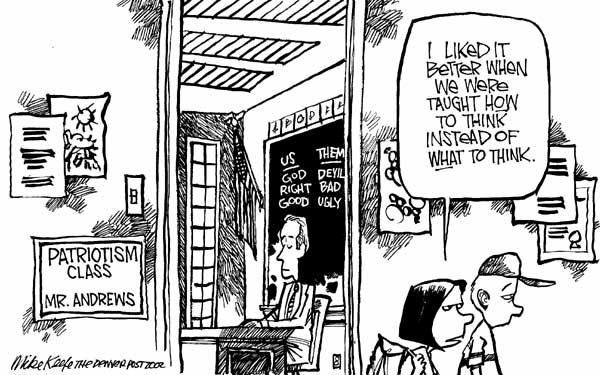 I LIKED IT
BETTER WHEN
WE WERE
TAUGHT HOW
TO THINK
INSTEAD OF
WHAT TO THINK.
US THEM
GOD DEVIL
RIGHT BAD
GOOD UGLY
PATRIOTISM
CLASS
MR. ANDREWS
Mike Keefe THE DENVER POST 2002